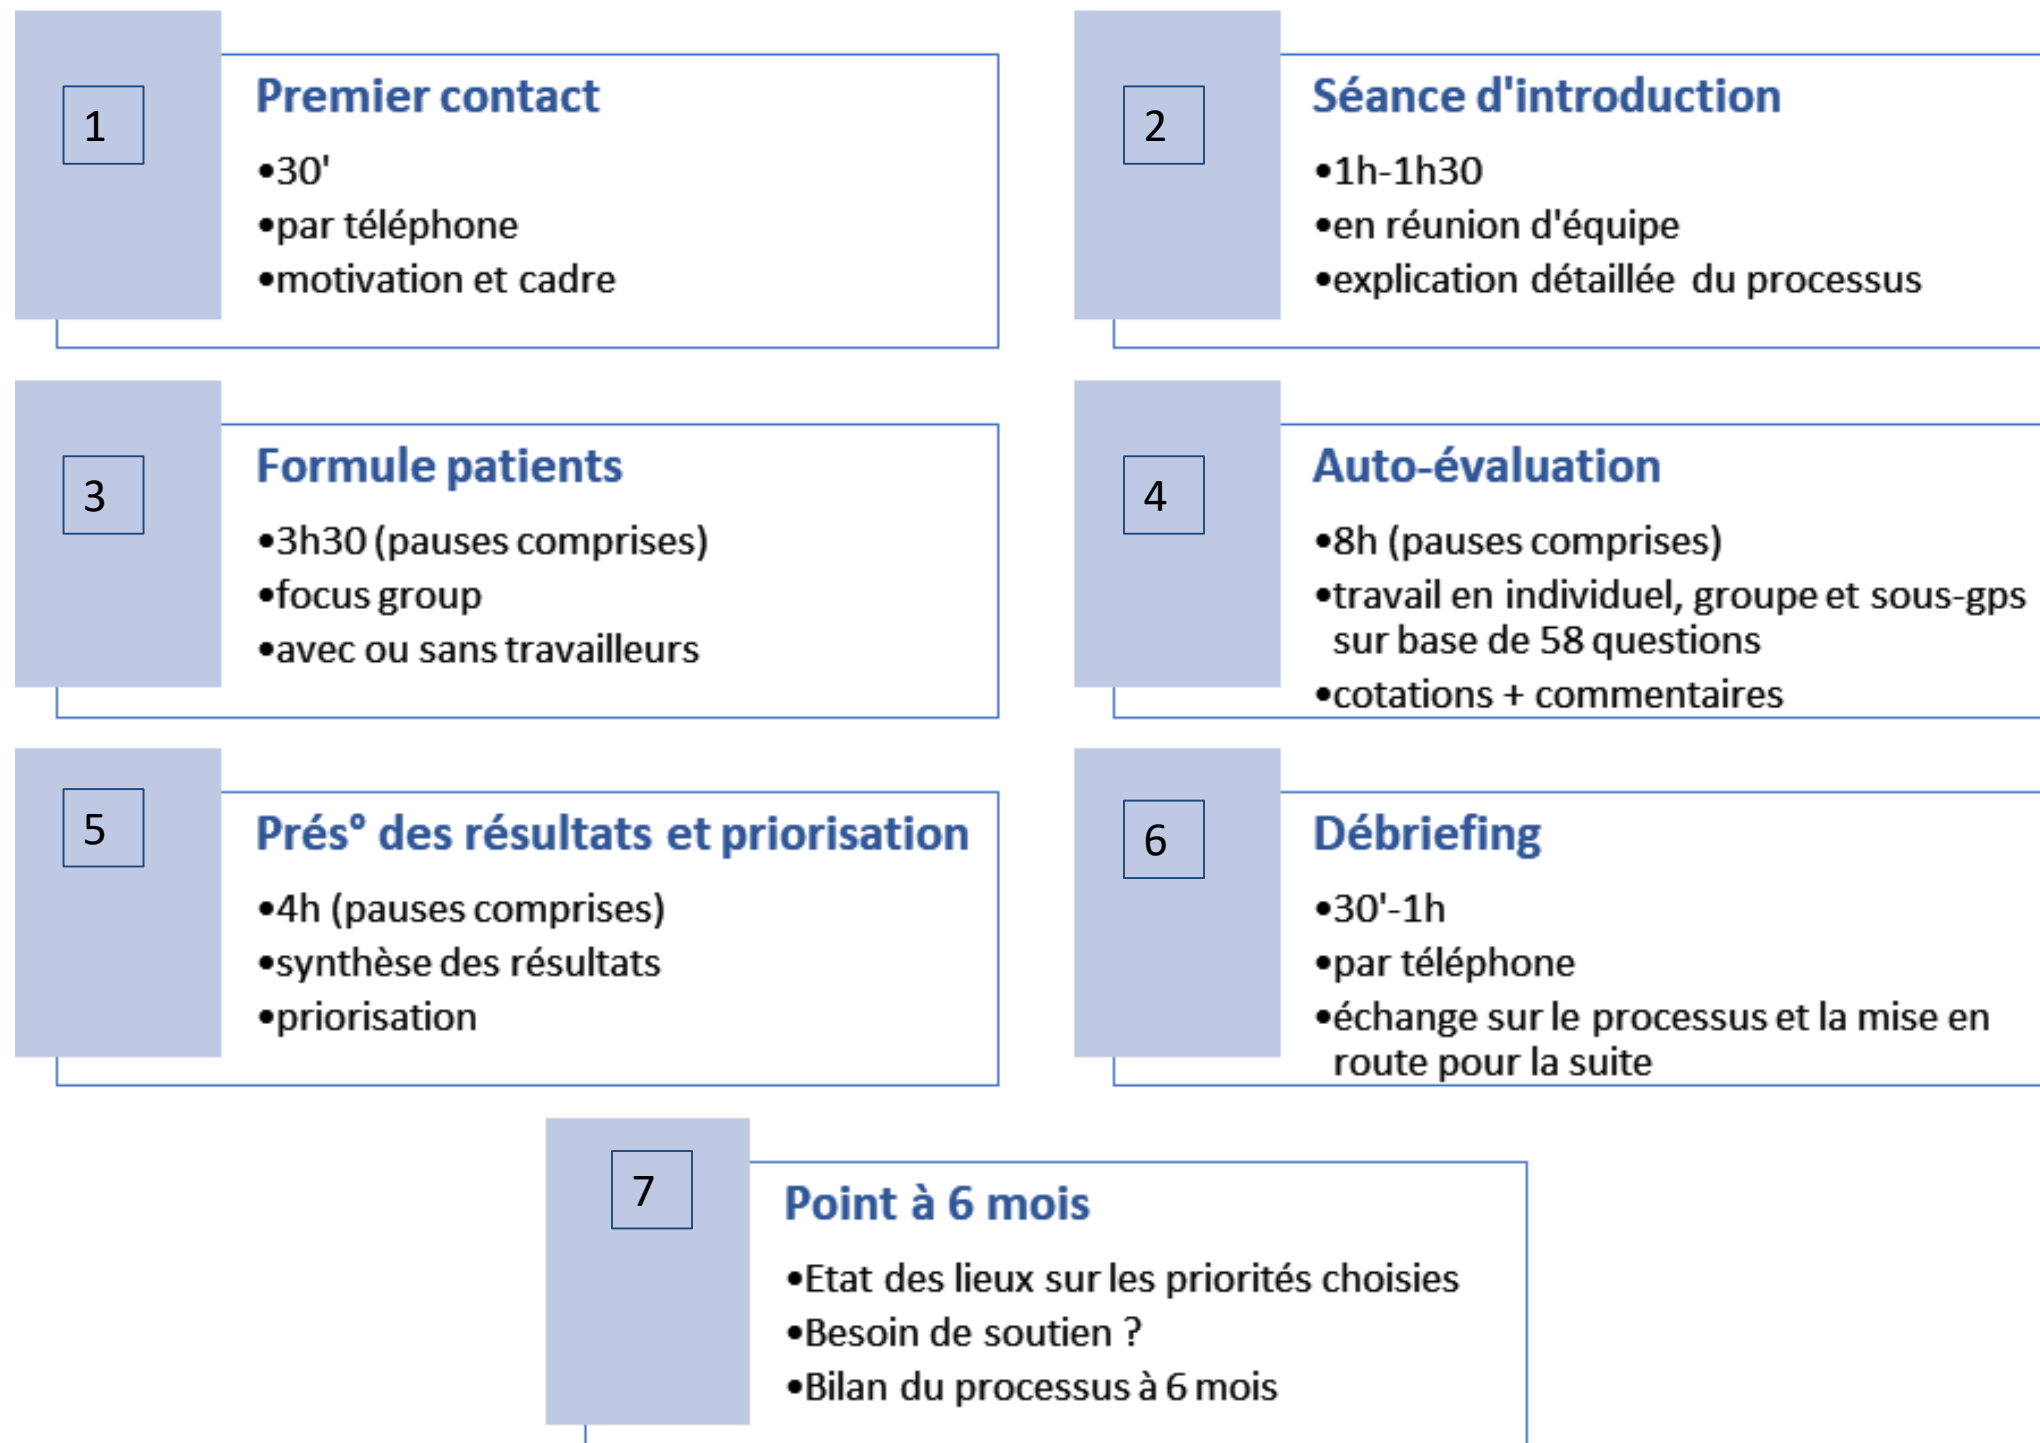 1
Premier contact
•30'
•par téléphone
•motivation et cadre
2
Séance d'introduction
•1h-1h30
•en réunion d'équipe
•explication détaillée du processus
3
Formule patients
•3h30 (pauses comprises)
•focus group
•avec ou sans travailleurs
4
Auto-évaluation
•8h (pauses comprises)
•travail en individuel, groupe et sous-gps
sur base de 58 questions
•cotations + commentaires
5
Prés° des résultats et priorisation
•4h (pauses comprises)
•synthèse des résultats
•priorisation
6
Débriefing
•30'-1h
•par téléphone
•échange sur le processus et la mise en
route pour la suite
7
Point à 6 mois
•Etat des lieux sur les priorités choisies
•Besoin de soutien ?
•Bilan du processus à 6 mois